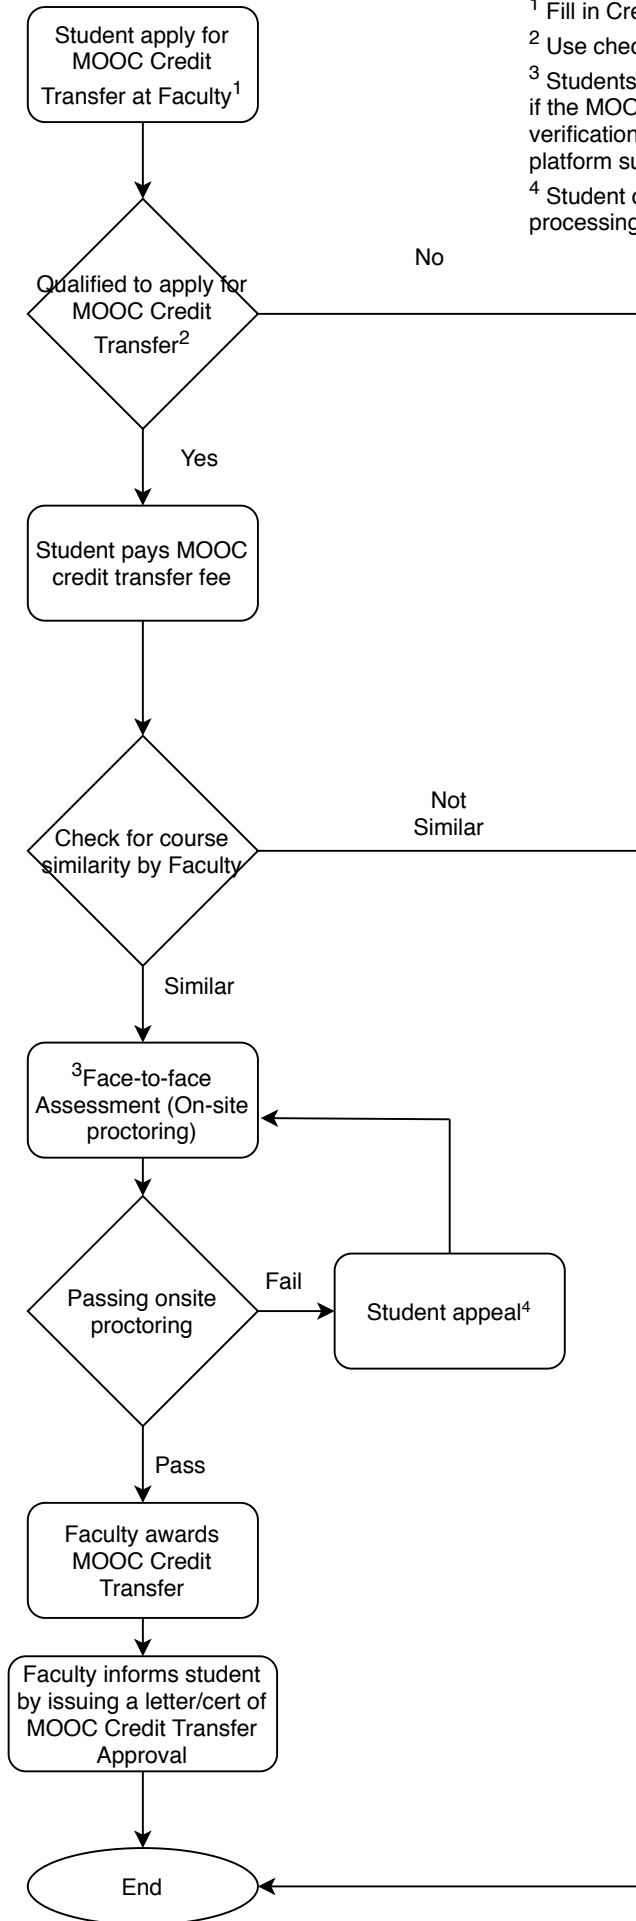 Student apply for
MOOC Credit
Transfer at Faculty1
1 Fill in
2 Use
3 Students
if the
verification
platform
4 Student
processing
No
Qualified to apply for
MOOC Credit
Transfer2
Yes
Student pays MOOC
credit transfer fee
Not
Similar
Check for course
similarity by Faculty
Similar
3Face-to-face
Assessment (On-site
proctoring)
Fail
Passing onsite
proctoring
Student appeal4
Pass
Faculty awards
MOOC Credit
Transfer
Faculty informs student
by issuing a letter/cert of
MOOC Credit Transfer
Approval
End